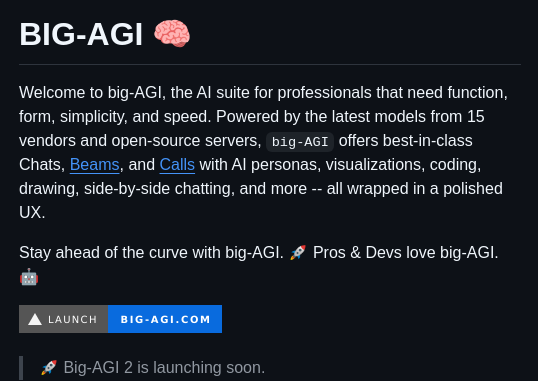 BIG-AGI 🧠
Welcome to big-AGI, the AI suite for professionals that need function,
form, simplicity, and speed. Powered by the latest models from 15
vendors and open-source servers, big-AGI offers best-in-class
Chats, Beams, and Calls with AI personas, visualizations, coding,
drawing, side-by-side chatting, and more -- all wrapped in a polished
UX.
Stay ahead of the curve with big-AGI. 🚀 Pros & Devs love big-AGI.
🤖
LAUNCH BIG-AGI.COM
🚀 Big-AGI 2 is launching soon.